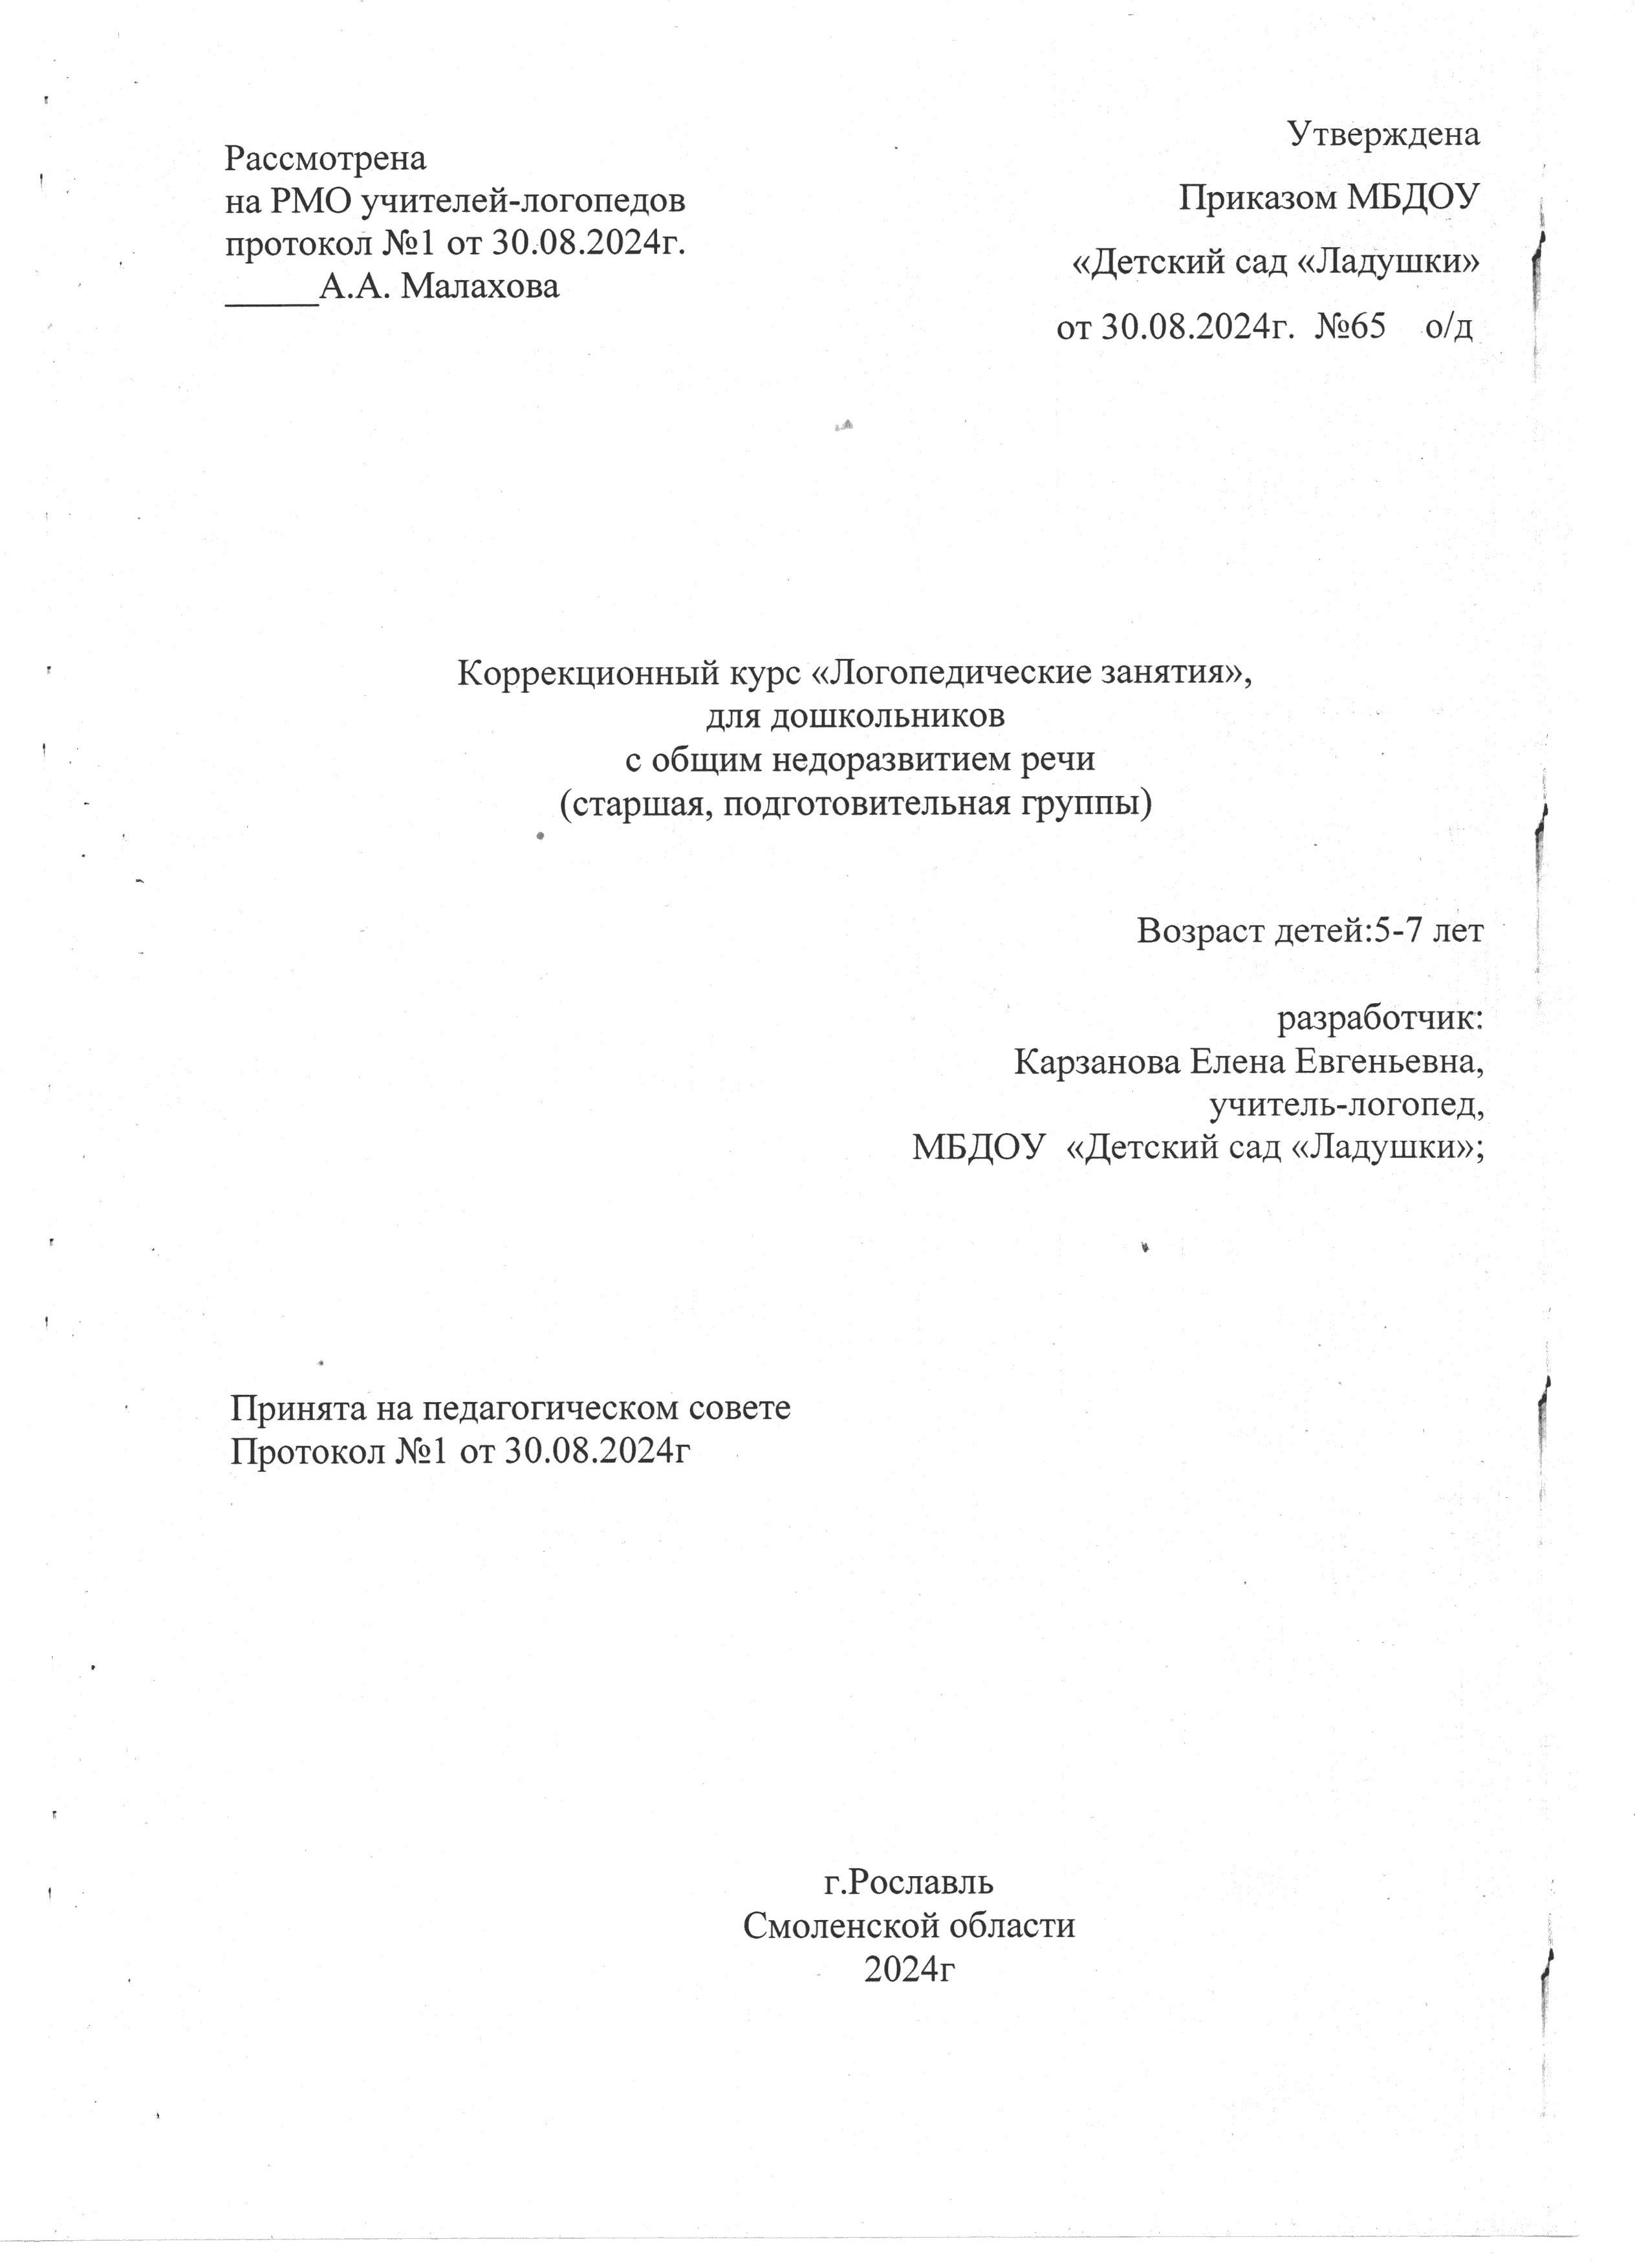 Рассмотрена
на РМО учителей-логопедов
протокол №1 от 30.08.2024г.
_____А.А. Малахова
Утверждена
Приказом МБДОУ
«Детский сад «Ладушки»
от 30.08.2024г.  №65    о/д
Коррекционный курс «Логопедические занятия»,
для дошкольников
с общим недоразвитием речи
(старшая, подготовительная группы)
Возраст детей:5-7 лет
разработчик:
Карзанова Елена Евгеньевна,
учитель-логопед,
МБДОУ  «Детский сад «Ладушки»;
Принята на педагогическом совете
Протокол №1 от 30.08.2024г
г.Рославль
Смоленской области
2024г